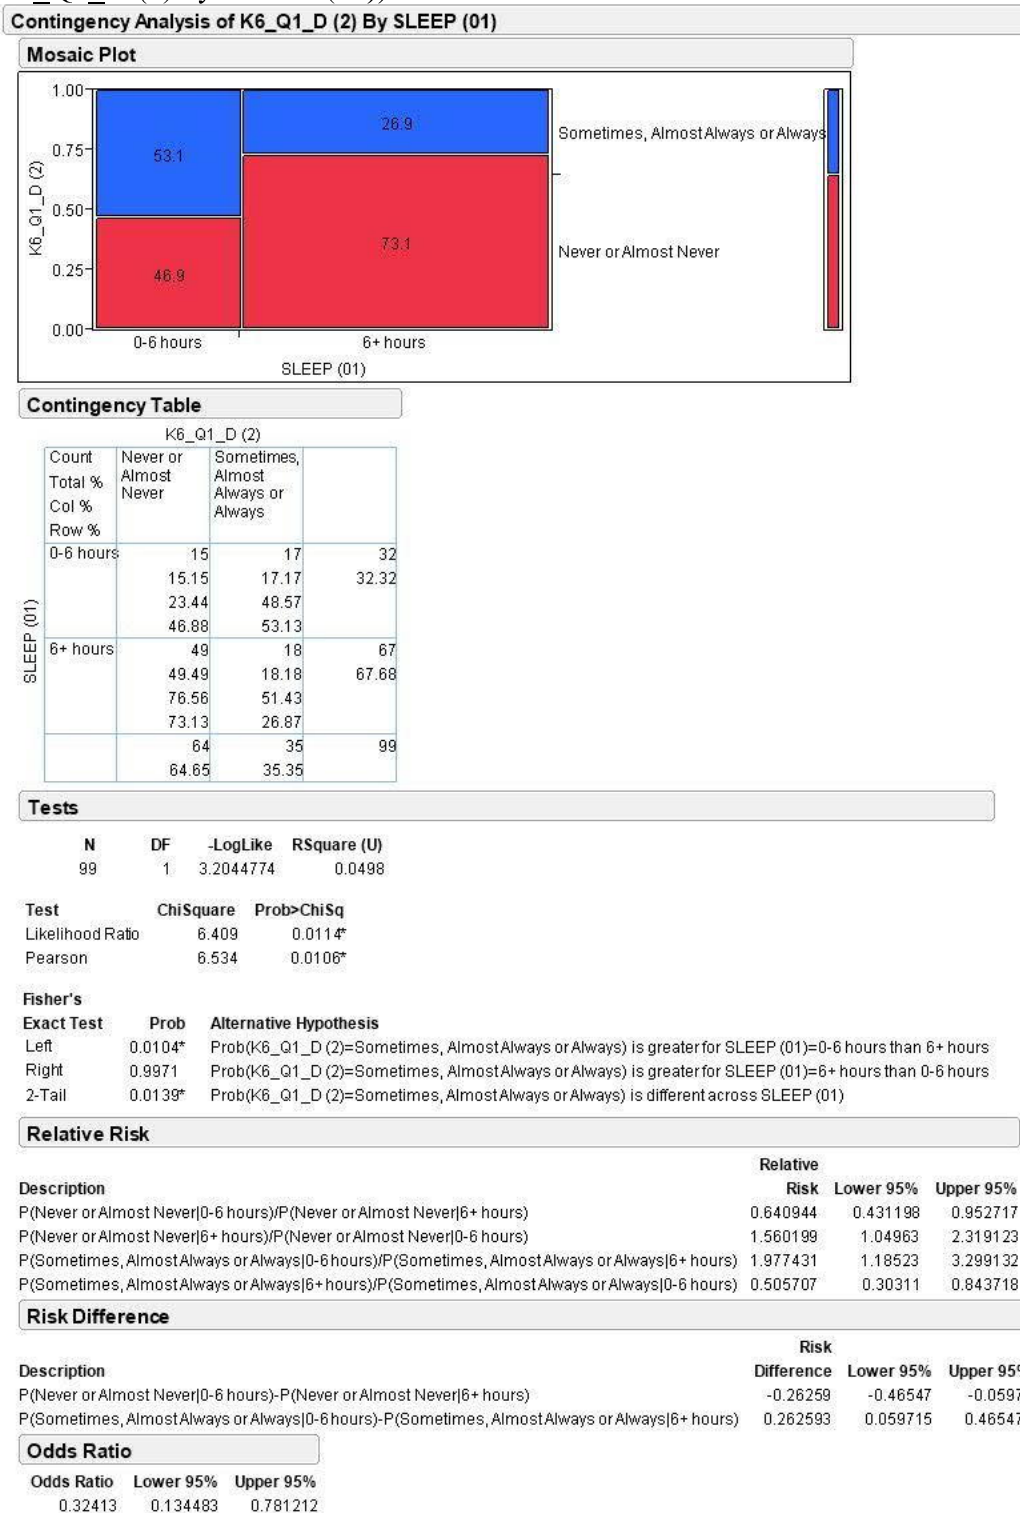 Contingency Analysis of K6_Q1_D (2) By SLEEP (01)
Mosaic Plot
1.00
0.75
0.50
0.25
0.00
K6_Q1_D (2)
53.1
26.9
46.9
73.1
Sometimes, Almost Always or Always
Never or Almost Never
0-6 hours 6+ hours
SLEEP (01)
Contingency Table
K6_Q1_D (2)
SLEEP (01)
Count Never or Sometimes,
Total % Almost Almost
Col % Never Always or
Row % Always
0-6 hours 15 17 32
15.15 17.17 32.32
23.44 48.57
46.88 53.13
6+ hours 49 18 67
49.49 18.18 67.68
76.56 51.43
73.13 26.87
64 35 99
64.65 35.35
Tests
N DF -LogLike RSquare (U)
99 1 3.2044774 0.0498
Test ChiSquare Prob>ChiSq
Likelihood Ratio 6.409 0.0114*
Pearson 6.534 0.0106*
Fisher's
Exact Test Prob Alternative Hypothesis
Left 0.0104* Prob(K6_Q1_D (2)=Sometimes, Almost Always or Always) is greater for SLEEP (01)=0-6 hours than 6+ hours
Right 0.9971 Prob(K6_Q1_D (2)=Sometimes, Almost Always or Always) is greater for SLEEP (01)=6+ hours than 0-6 hours
2-Tail 0.0139* Prob(K6_Q1_D (2)=Sometimes, Almost Always or Always) is different across SLEEP (01)
Relative Risk
Relative
Description Risk Lower 95% Upper 95%
P(Never or Almost Never|0-6 hours)/P(Never or Almost Never|6+ hours) 0.640944 0.431198 0.952717
P(Never or Almost Never|6+ hours)/P(Never or Almost Never|0-6 hours) 1.560199 1.04963 2.319123
P(Sometimes, Almost Always or Always|0-6 hours)/P(Sometimes, Almost Always or Always|6+ hours) 1.977431 1.18523 3.299132
P(Sometimes, Almost Always or Always|6+ hours)/P(Sometimes, Almost Always or Always|0-6 hours) 0.505707 0.30311 0.843718
Risk Difference
Risk
Description Difference Lower 95% Upper 95%
P(Never or Almost Never|0-6 hours)-P(Never or Almost Never|6+ hours) -0.26259 -0.46547 -0.0597
P(Sometimes, Almost Always or Always|0-6 hours)-P(Sometimes, Almost Always or Always|6+ hours) 0.262593 0.059715 0.46547
Odds Ratio
Odds Ratio Lower 95% Upper 95%
0.32413 0.134483 0.781212